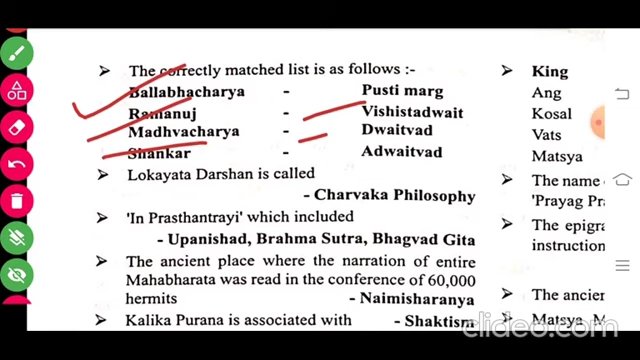 ➢ The correctly matched list is as follows :-
Ballabhacharya - Pusti marg
Ramanuj - Vishistadwait
Madhvacharya - Dwaitvad
Shankar - Adwaitvad
➢ Lokayata Darshan is called
- Charvaka Philosophy
➢ 'In Prasthantrayi' which included
- Upanishad, Brahma Sutra, Bhagvad Gita
➢ The ancient place where the narration of entire
Mahabharata was read in the conference of 60,000
hermits - Naimisharanya
➢ Kalika Purana is associated with - Shaktism
➢ King
Ang
Kosal
Vats
Matsya
➢ The name
'Prayag Pr
➢ The epigra
instruction
➢ The ancien
➢ Matsya, M
clideo.com